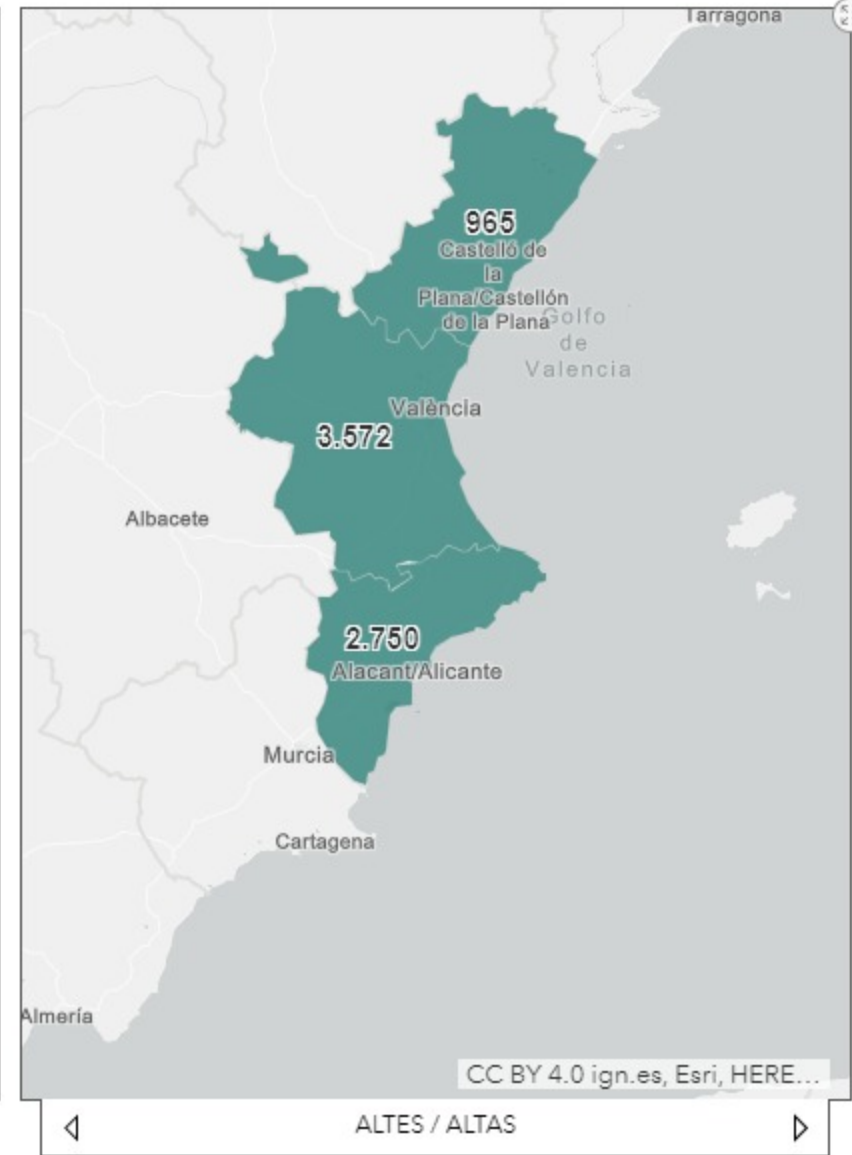 Tarragona
965
Castelló de
la
Plana/Castellón
de la Plana
Golfo
de
Valencia
València
3.572
Albacete
2.750
Alacant/Alicante
Murcia
Cartagena
Almería
CC BY 4.0 ign.es, Esri, HERE...
ALTES / ALTAS